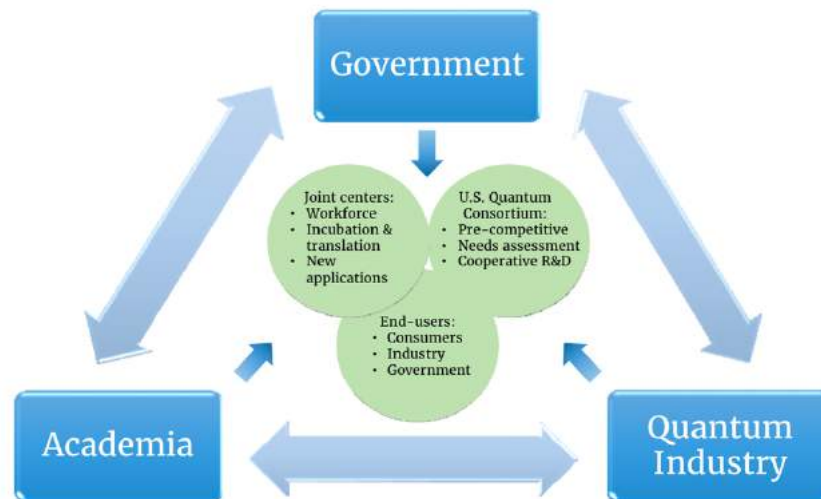 Government
Joint centers:
• Workforce
• Incubation &
translation
• New
applications
U.S. Quantum
Consortium:
• Pre-competitive
• Needs assessment
• Cooperative R&D
End-users:
• Consumers
• Industry
• Government
Academia
Quantum
Industry